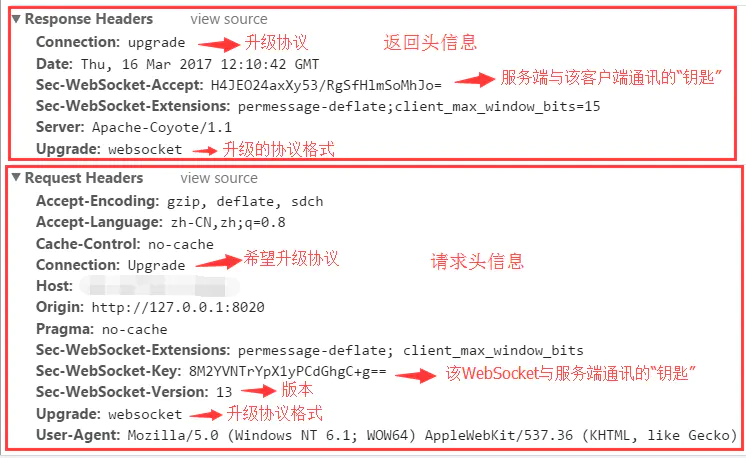 Response Headers view source
Connection: upgrade 升级协议 返回头信息
Date: Thu, 16 Mar 2017 12:10:42 GMT
Sec-WebSocket-Accept: H4JEO24axXy53/RgSfHlmSoMhJo= 服务端与该客户端通讯的“钥匙”
Sec-WebSocket-Extensions: permessage-deflate;client_max_window_bits=15
Server: Apache-Coyote/1.1
Upgrade: websocket 升级的协议格式
Request Headers view source
Accept-Encoding: gzip, deflate, sdch
Accept-Language: zh-CN,zh;q=0.8
Cache-Control: no-cache
Connection: Upgrade 希望升级协议 请求头信息
Host:
Origin: http://127.0.0.1:8020
Pragma: no-cache
Sec-WebSocket-Extensions: permessage-deflate; client_max_window_bits
Sec-WebSocket-Key: 8M2YVNTrYpX1yPCdGhgC+g== 该WebSocket与服务端通讯的“钥匙”
Sec-WebSocket-Version: 13 版本
Upgrade: websocket 升级协议格式
User-Agent: Mozilla/5.0 (Windows NT 6.1; WOW64) AppleWebKit/537.36 (KHTML, like Gecko)